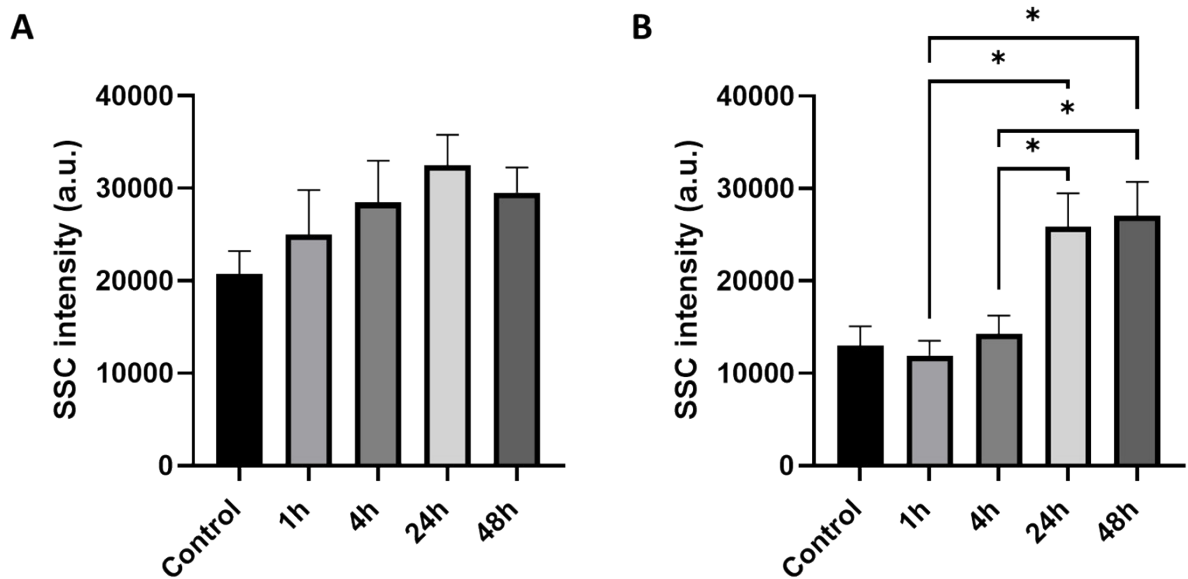 A
SSC intensity (a.u.)
40000
30000
20000
10000
0
Control
1h
4h
24h
48h
B
SSC intensity (a.u.)
40000
30000
20000
10000
0
*
*
*
*
Control
1h
4h
24h
48h